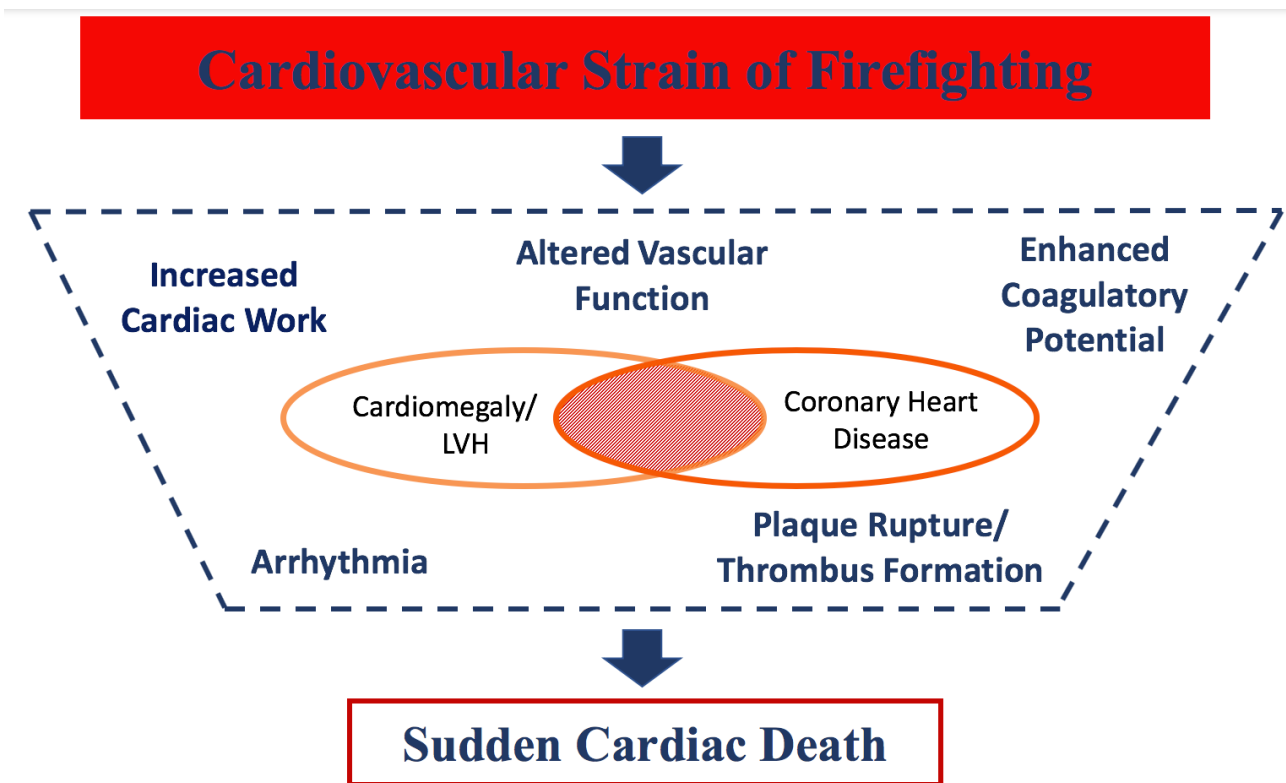 Cardiovascular Strain of Firefighting
Increased
Cardiac Work
Altered Vascular
Function
Enhanced
Coagulatory
Potential
Cardiomegaly/
LVH
Coronary Heart
Disease
Arrhythmia
Plaque Rupture/
Thrombus Formation
Sudden Cardiac Death